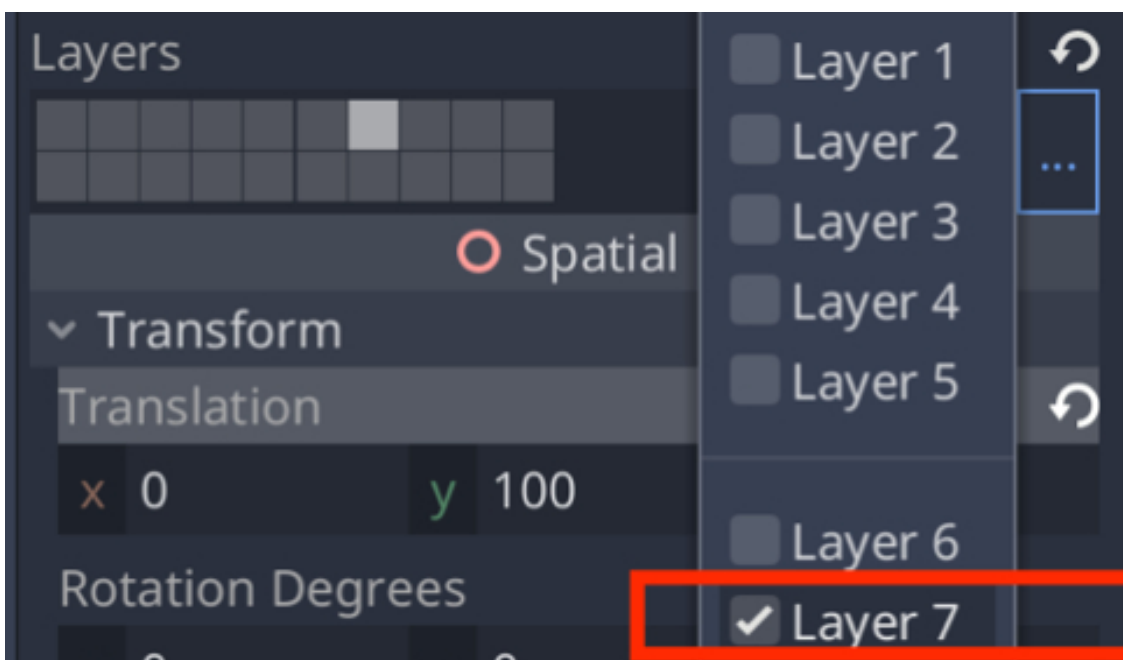 Layers
Layer 1
Layer 2
...
Layer 3
Spatial
Layer 4
Transform
Layer 5
Translation
x 0 y 100
Layer 6
Rotation Degrees
Layer 7